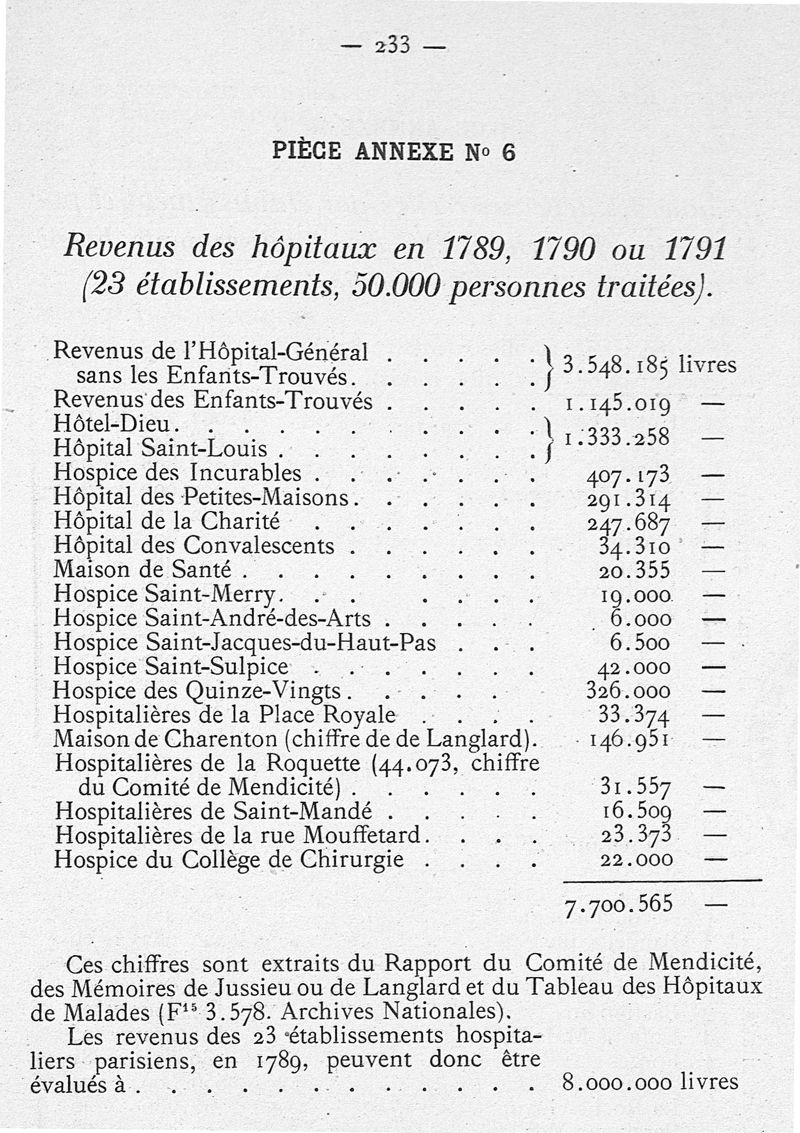 — 233 —
PIÈCE ANNEXE Nº 6
Revenus des hôpitaux en 1789, 1790 ou 1791
(23 établissements, 50.000 personnes traitées).
Revenus de l'Hôpital-Général . . . . . } 3.548.185 livres
sans les Enfants-Trouvés. . . . . . }
Revenus des Enfants-Trouvés . . . . . 1.145.019 —
Hôtel-Dieu. . . . . . . . . . } 1.333.258 —
Hôpital Saint-Louis . . . . . . . }
Hospice des Incurables . . . . . . . 407.173 —
Hôpital des Petites-Maisons. . . . . . 291.314 —
Hôpital de la Charité . . . . . . . 247.687 —
Hôpital des Convalescents . . . . . . 34.310 —
Maison de Santé . . . . . . . . . 20.355 —
Hospice Saint-Merry. . . . . . . 19.000 —
Hospice Saint-André-des-Arts . . . . . 6.000 —
Hospice Saint-Jacques-du-Haut-Pas . . . 6.500 —
Hospice Saint-Sulpice . . . . . . . 42.000 —
Hospice des Quinze-Vingts . . . . . 326.000 —
Hospitalières de la Place Royale . . . . 33.374 —
Maison de Charenton (chiffre de de Langlard). 146.951 —
Hospitalières de la Roquette (44.073, chiffre
du Comité de Mendicité) . . . . . . 31.557 —
Hospitalières de Saint-Mandé . . . . . 16.509 —
Hospitalières de la rue Mouffetard. . . . 23.373 —
Hospice du Collège de Chirurgie . . . . 22.000 —
7.700.565 —
Ces chiffres sont extraits du Rapport du Comité de Mendicité,
des Mémoires de Jussieu ou de Langlard et du Tableau des Hôpitaux
de Malades (F¹⁵ 3.578. Archives Nationales).
Les revenus des 23 établissements hospita-
liers parisiens, en 1789, peuvent donc être
évalués à . . . . . . . . . . . . 8.000.000 livres